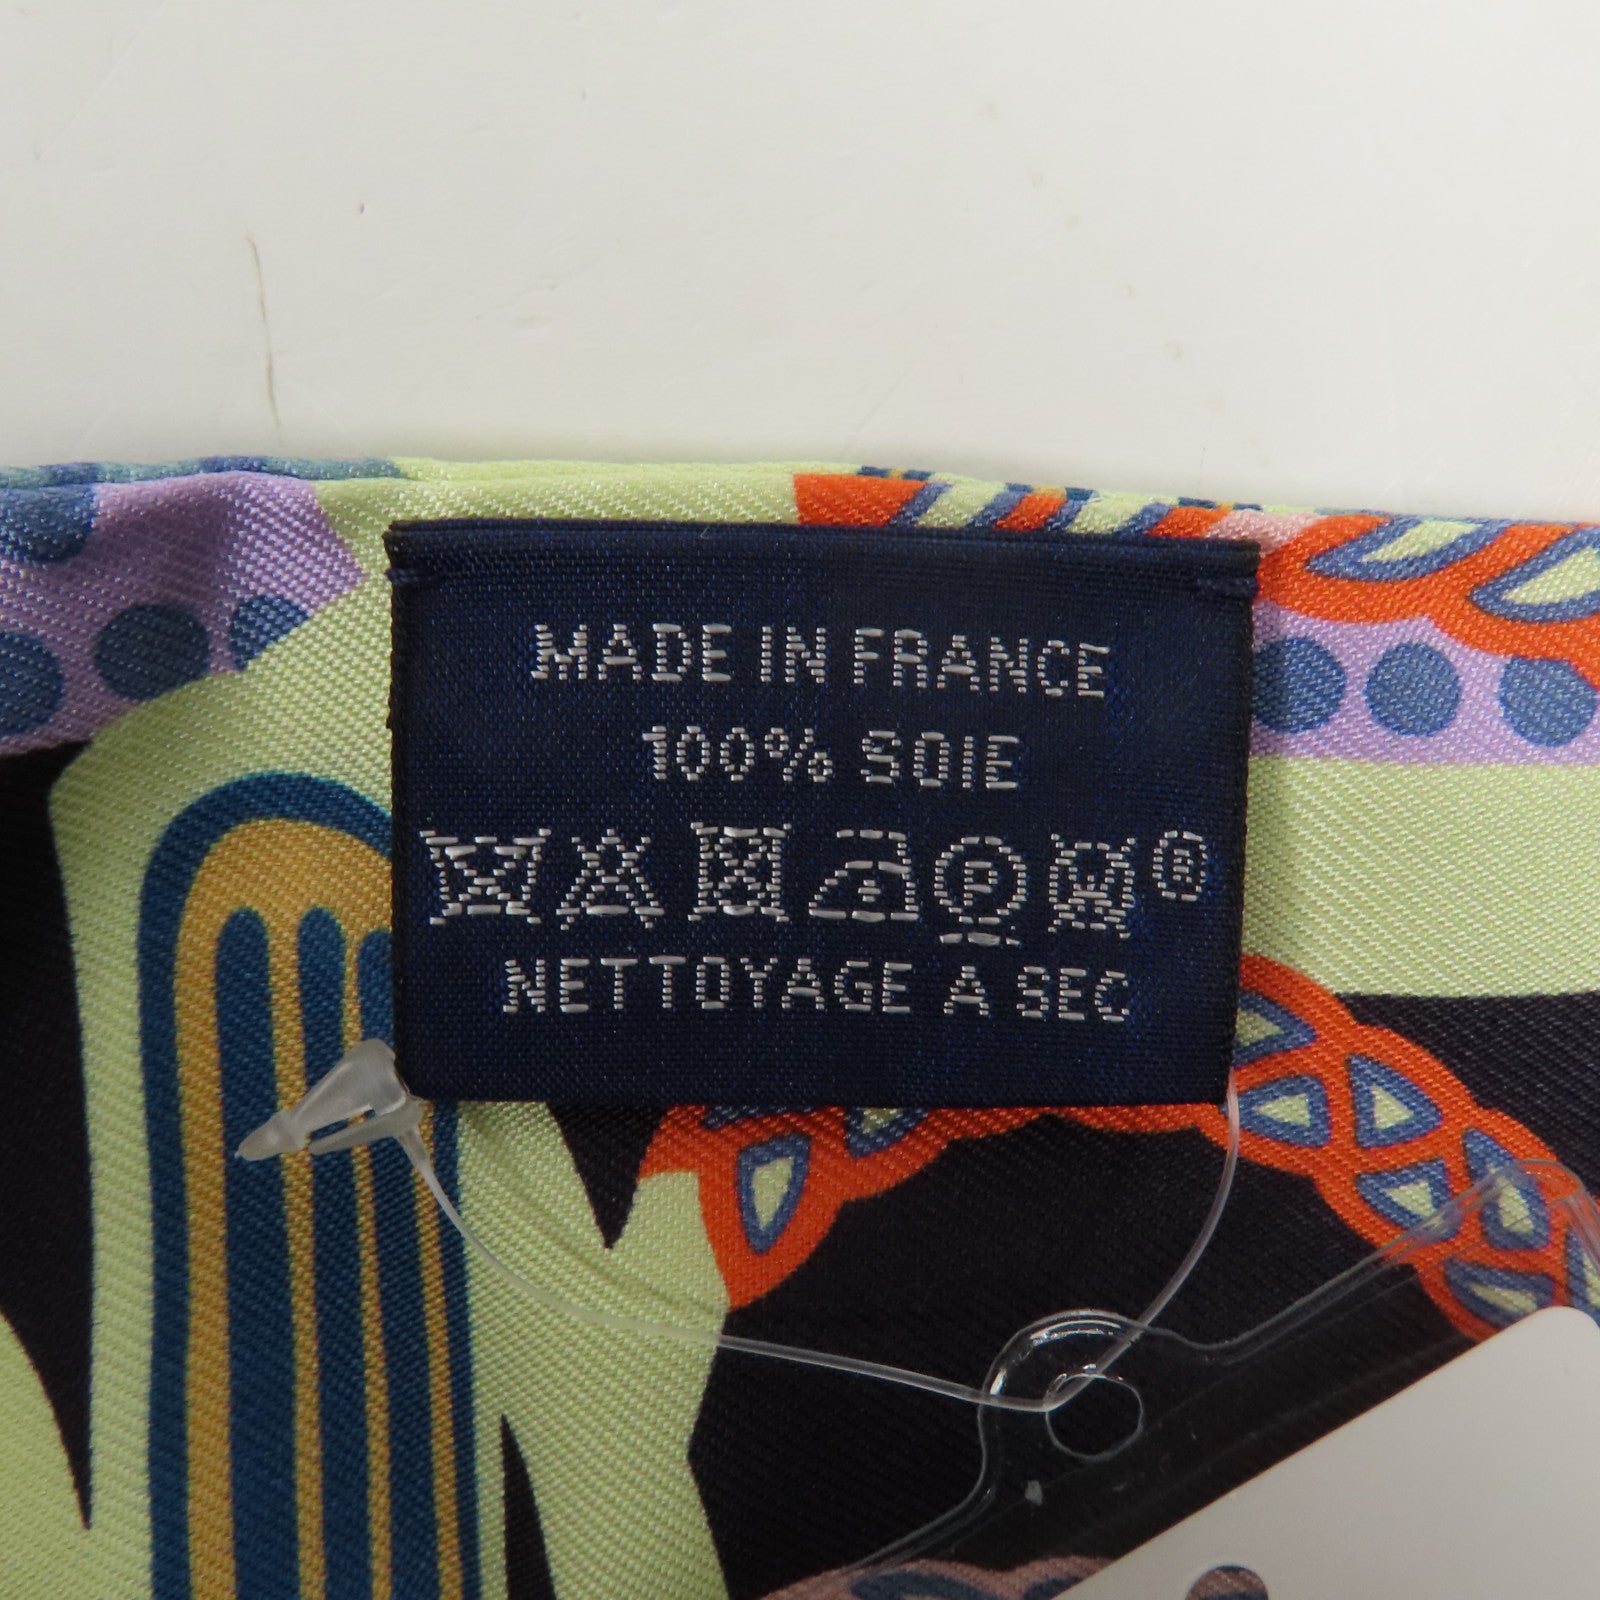 MADE IN FRANCE
100% SOIE
P W ®
NETTOYAGE A SEC